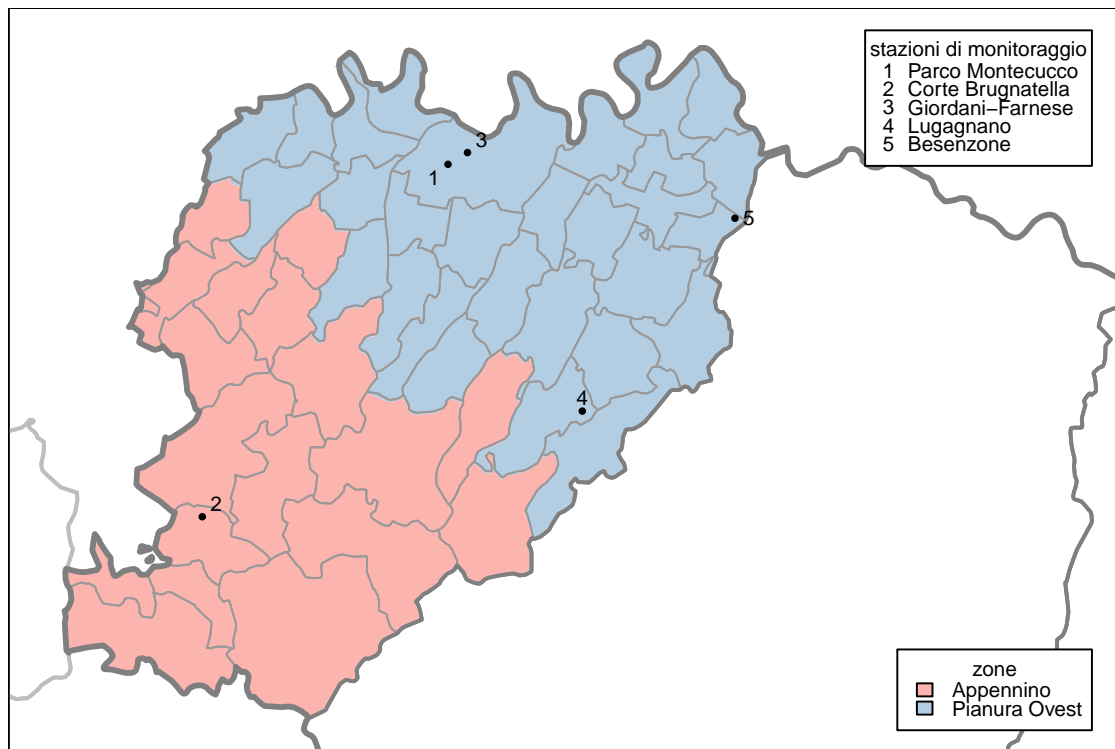 stazioni di monitoraggio
1 Parco Montecucco
2 Corte Brugnatella
3 Giordani−Farnese
4 Lugagnano
5 Besenzone
3
1
5
4
2
zone
Appennino
Pianura Ovest